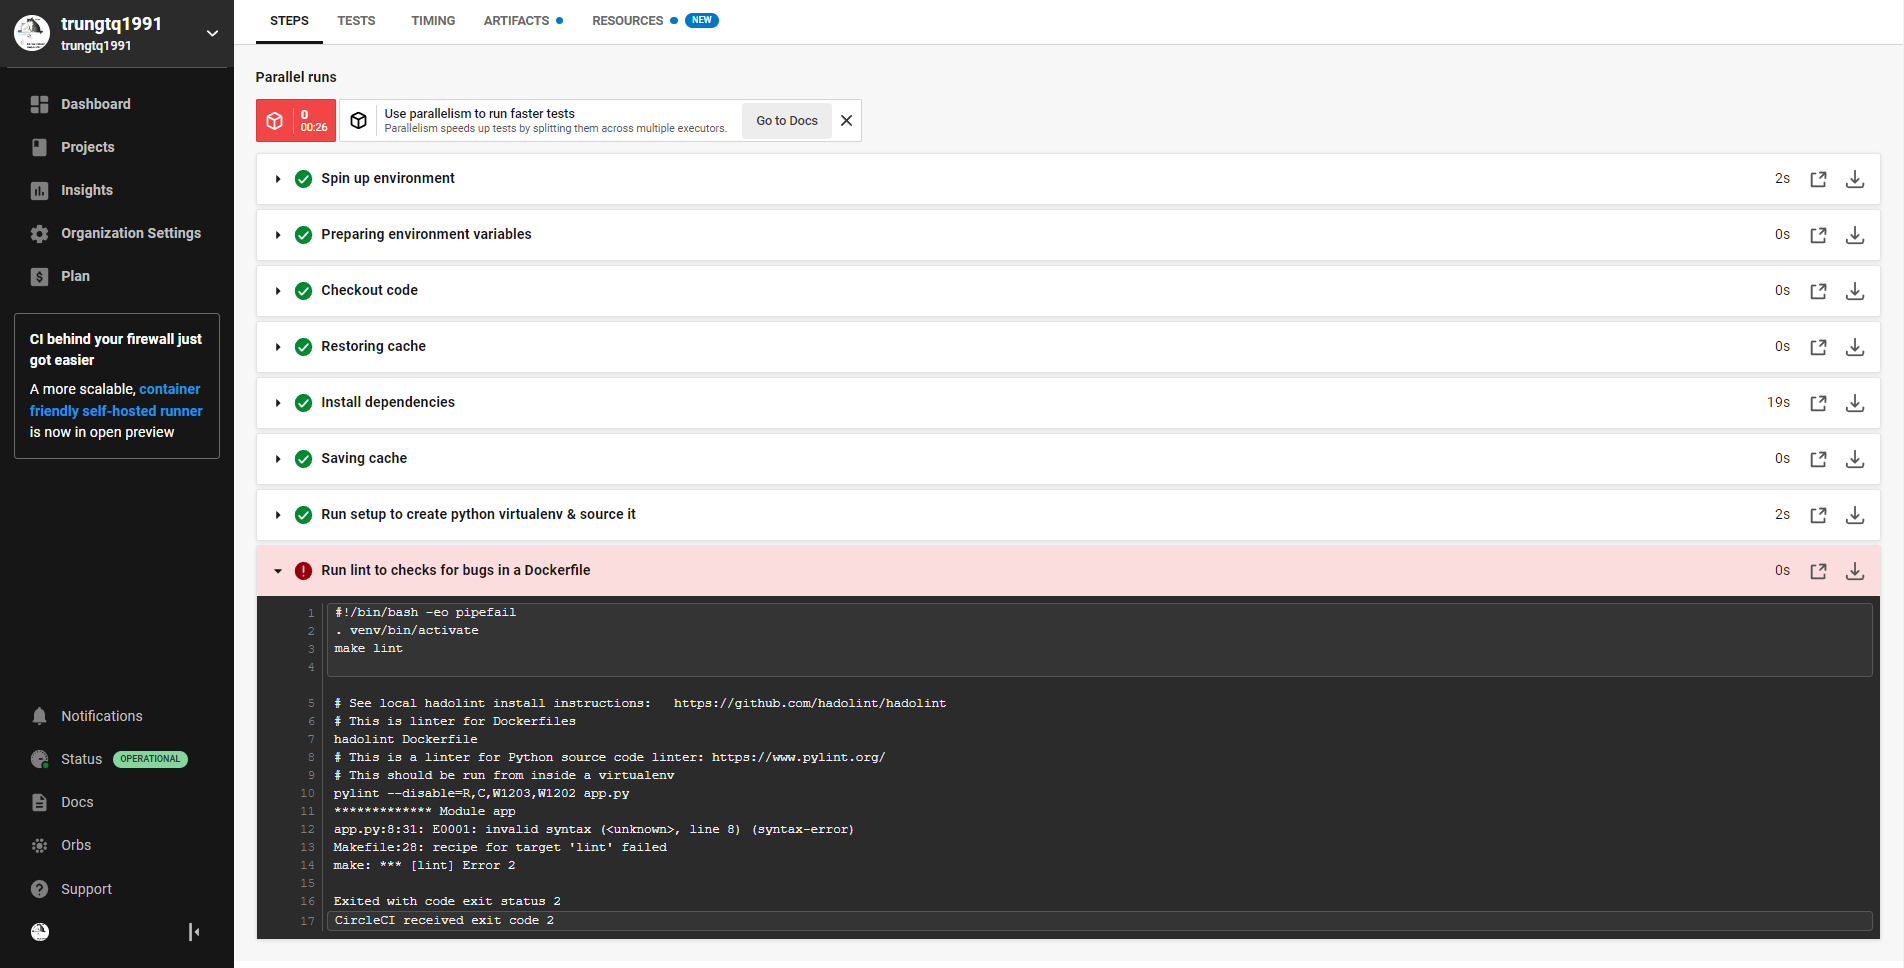 trungtq1991
trungtq1991
Dashboard
Projects
Insights
Organization Settings
Plan
CI behind your firewall just
got easier
A more scalable, container
friendly self-hosted runner
is now in open preview
Notifications
Status OPERATIONAL
Docs
Orbs
Support
STEPS TESTS TIMING ARTIFACTS RESOURCES NEW
Parallel runs
0
00:26
Use parallelism to run faster tests
Parallelism speeds up tests by splitting them across multiple executors.
Go to Docs
Spin up environment 2s
Preparing environment variables 0s
Checkout code 0s
Restoring cache 0s
Install dependencies 19s
Saving cache 0s
Run setup to create python virtualenv & source it 2s
Run lint to checks for bugs in a Dockerfile 0s
1 #!/bin/bash -eo pipefail
2 . venv/bin/activate
3 make lint
4
5 # See local hadolint install instructions:   https://github.com/hadolint/hadolint
6 # This is linter for Dockerfiles
7 hadolint Dockerfile
8 # This is a linter for Python source code linter: https://www.pylint.org/
9 # This should be run from inside a virtualenv
10 pylint --disable=R,C,W1203,W1202 app.py
11 ************* Module app
12 app.py:8:31: E0001: invalid syntax (<unknown>, line 8) (syntax-error)
13 Makefile:28: recipe for target 'lint' failed
14 make: *** [lint] Error 2
15
16 Exited with code exit status 2
17 CircleCI received exit code 2